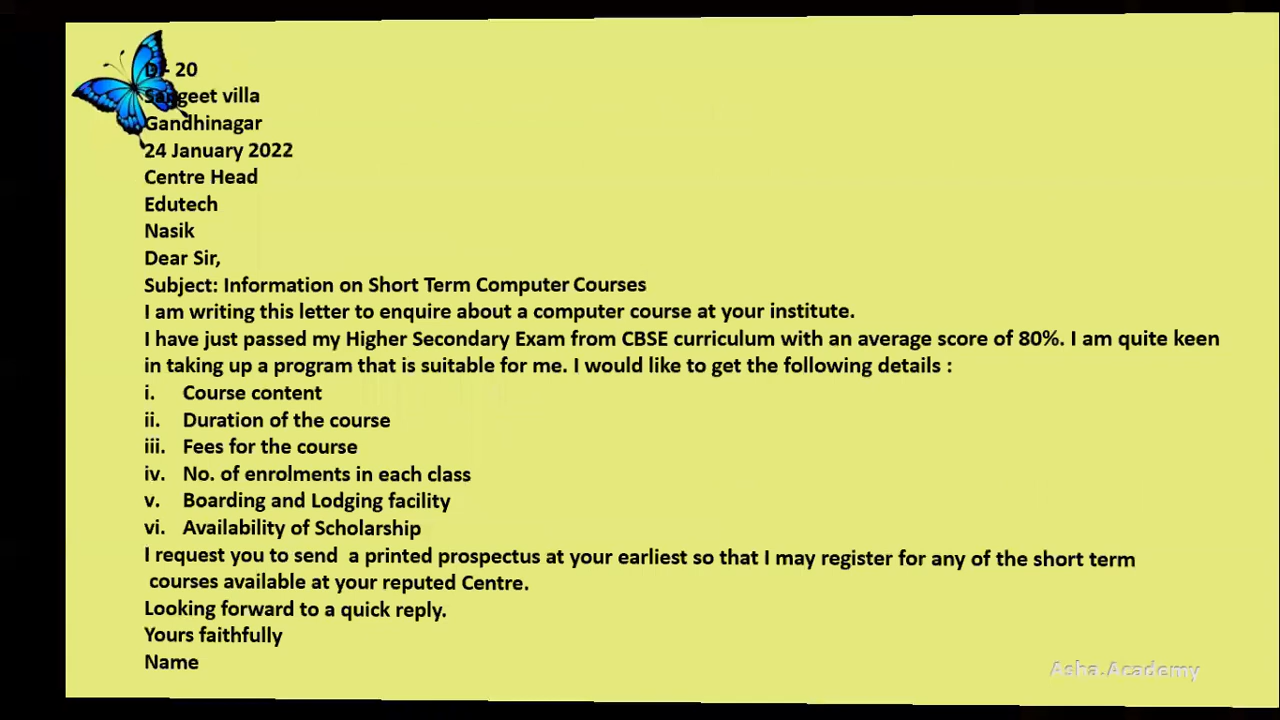 D - 20
Sangeet villa
Gandhinagar
24 January 2022
Centre Head
Edutech
Nasik
Dear Sir,
Subject: Information on Short Term Computer Courses
I am writing this letter to enquire about a computer course at your institute.
I have just passed my Higher Secondary Exam from CBSE curriculum with an average score of 80%. I am quite keen
in taking up a program that is suitable for me. I would like to get the following details :
i. Course content
ii. Duration of the course
iii. Fees for the course
iv. No. of enrolments in each class
v. Boarding and Lodging facility
vi. Availability of Scholarship
I request you to send a printed prospectus at your earliest so that I may register for any of the short term
courses available at your reputed Centre.
Looking forward to a quick reply.
Yours faithfully
Name
Asha.Academy